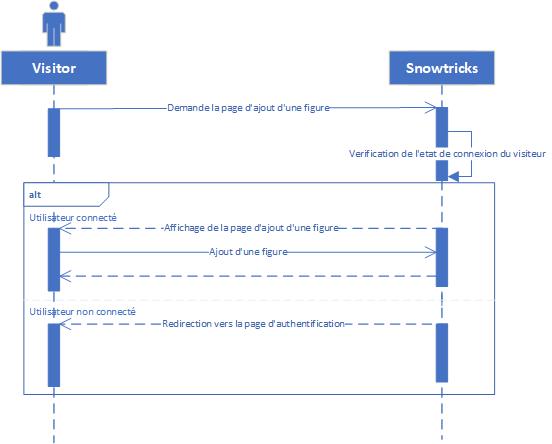 Visitor
Snowtricks
Demande la page d'ajout d'une figure
Verification de l'etat de connexion du visiteur
alt
Utilisateur connecté
Affichage de la page d'ajout d'une figure
Ajout d'une figure
Utilisateur non connecté
Redirection vers la page d'authentification